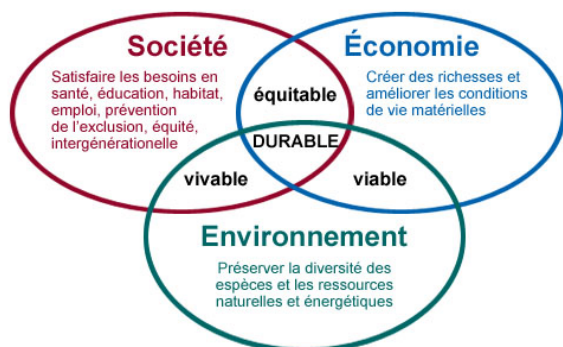 Société
Satisfaire les besoins en
santé, éducation, habitat,
emploi, prévention
de l'exclusion, équité,
intergénérationelle
Économie
Créer des richesses et
améliorer les conditions
de vie matérielles
équitable
DURABLE
vivable
viable
Environnement
Préserver la diversité des
espèces et les ressources
naturelles et énergétiques